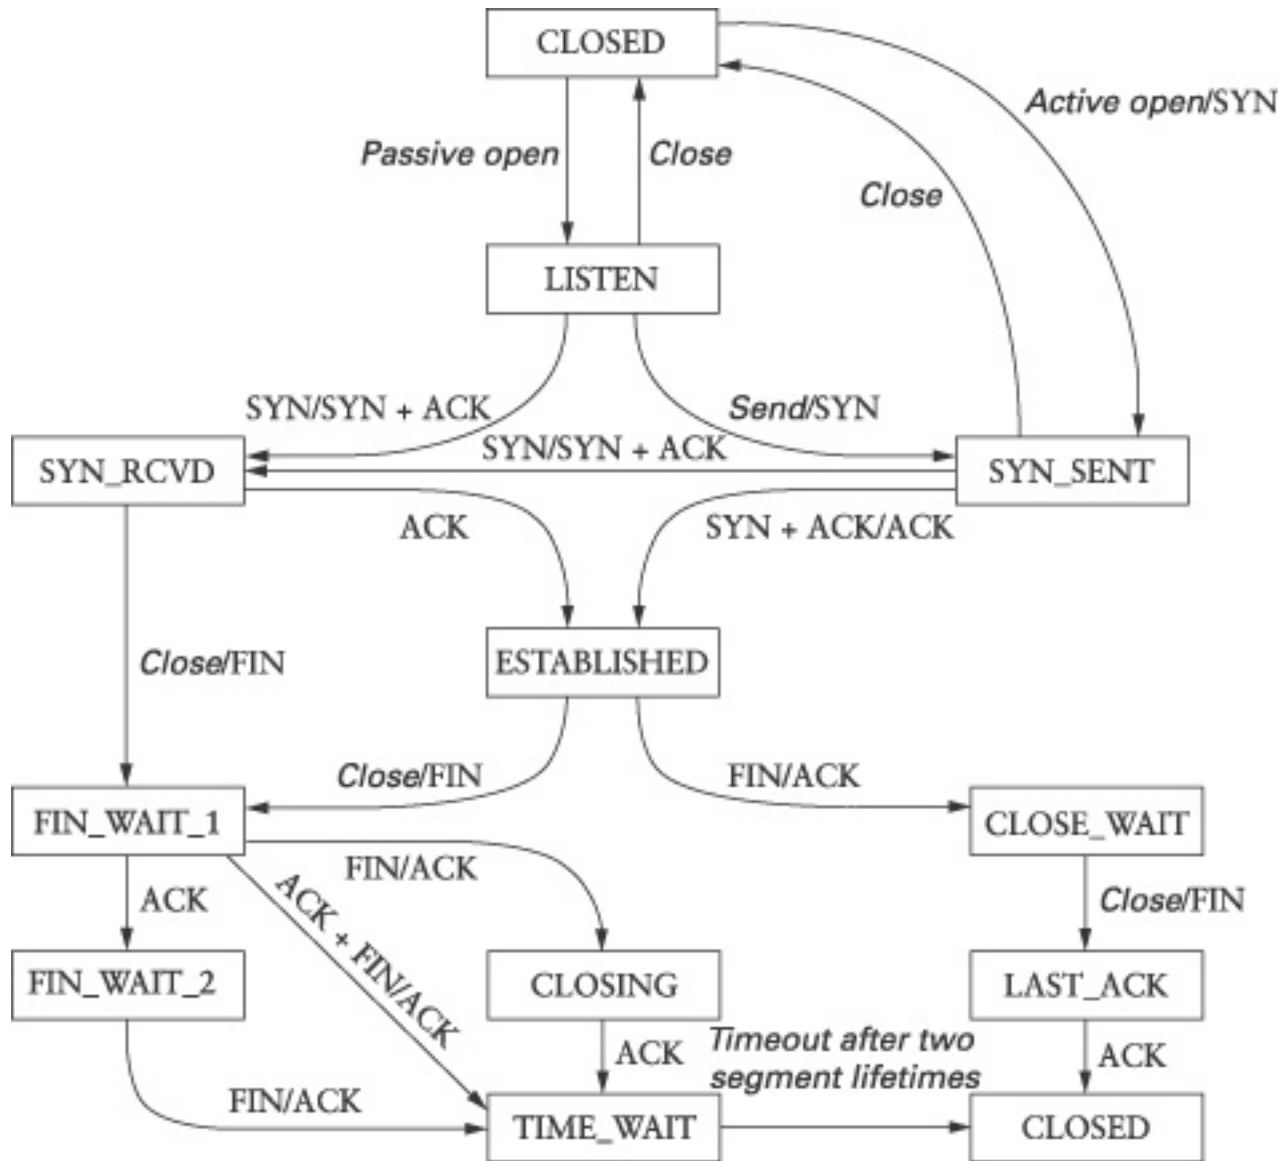 CLOSED
Active open/SYN
Passive open
Close
Close
LISTEN
SYN/SYN + ACK
Send/SYN
SYN/SYN + ACK
SYN_RCVD
SYN_SENT
ACK
SYN + ACK/ACK
Close/FIN
ESTABLISHED
Close/FIN
FIN/ACK
FIN_WAIT_1
CLOSE_WAIT
FIN/ACK
ACK
ACK + FIN/ACK
Close/FIN
FIN_WAIT_2
CLOSING
LAST_ACK
ACK
Timeout after two
segment lifetimes
ACK
FIN/ACK
TIME_WAIT
CLOSED